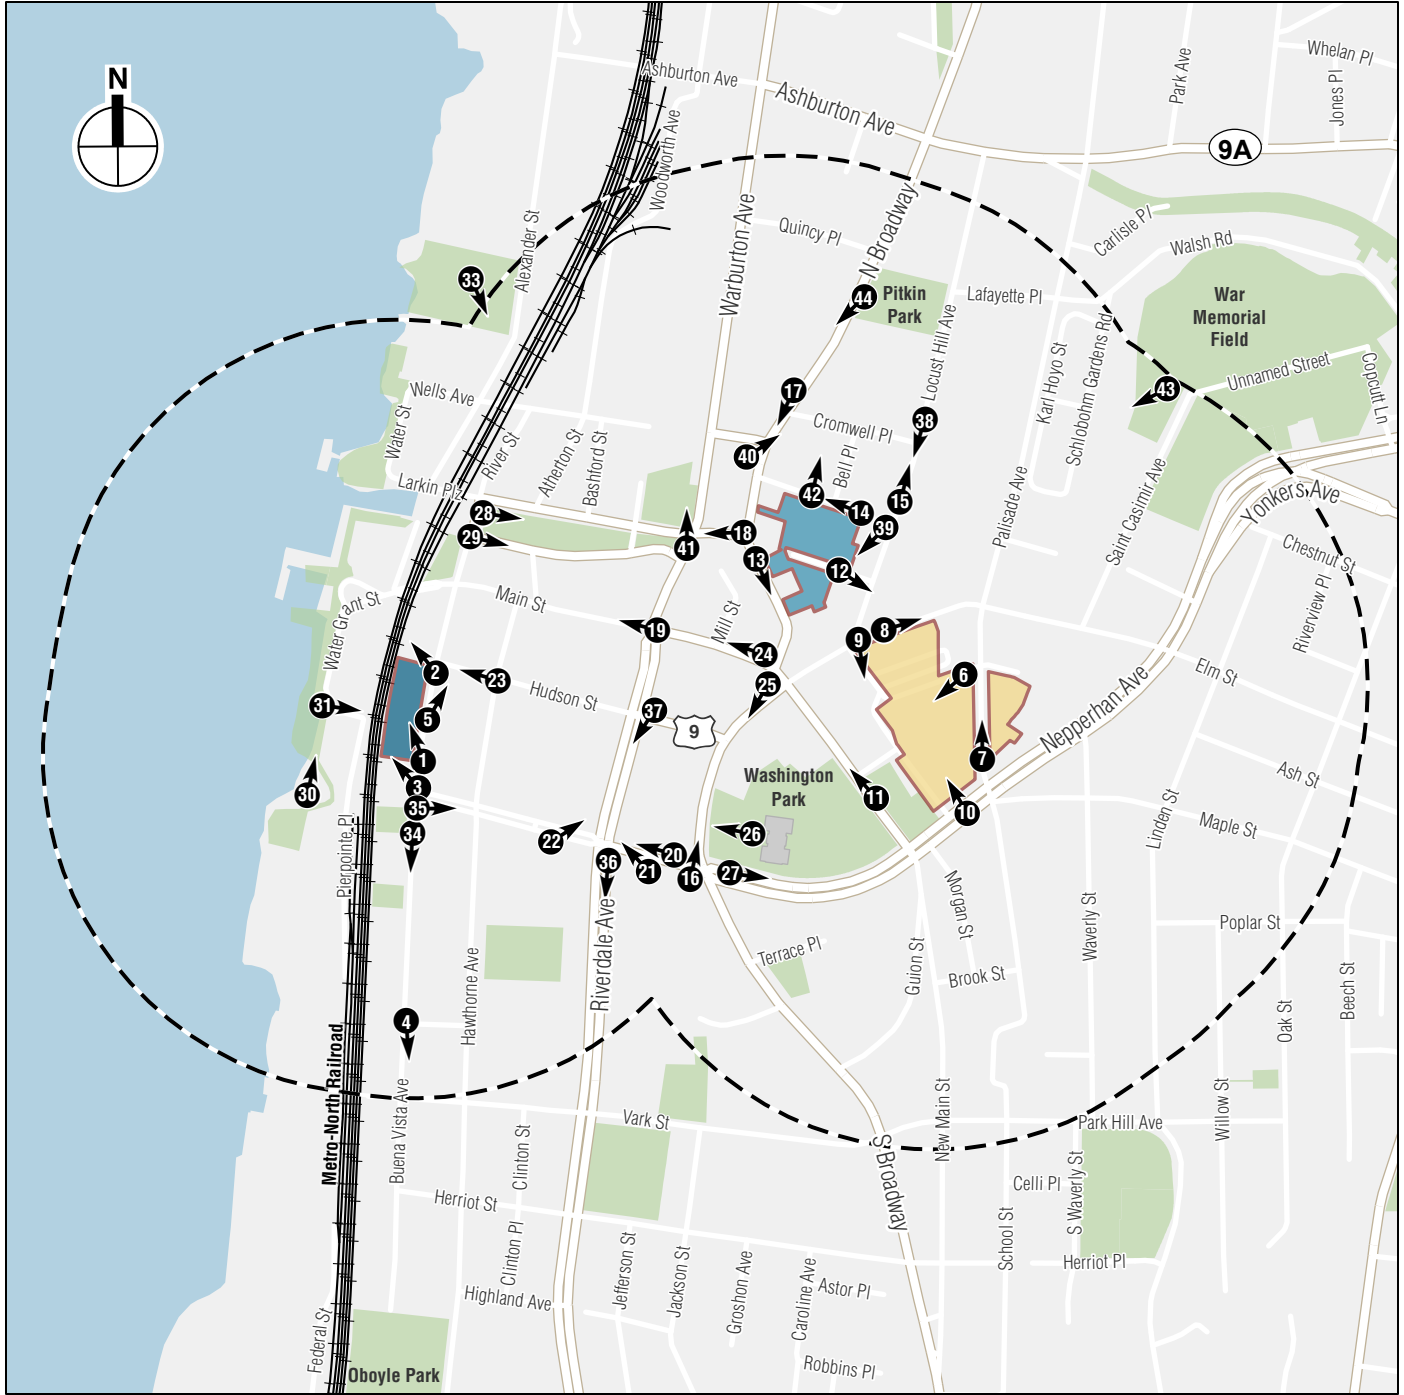 N
Whelan Pl
Park Ave
Jones Pl
Ashburton Ave
Ashburton Ave
9A
Woodworth Ave
Alexander St
Warburton Ave
Quincy Pl
N Broadway
Carlisle Pl
Walsh Rd
33
44
Pitkin
Park
Lafayette Pl
War
Memorial
Field
Locust Hill Ave
Karl Hoyo St
Schlobohm Gardens Rd
Unnamed Street
Copcutt Ln
43
Wells Ave
Water St
17
38
Cromwell Pl
40
Bell Pl
River St
Atherton St
Bashford St
Larkin Plz
42
14
15
39
Palisade Ave
Saint Casimir Ave
Yonkers Ave
28
29
41
18
13
12
Chestnut St
Riverview Pl
Water Grant St
Main St
Mill St
19
24
9
8
2
23
25
6
Elm St
Hudson St
31
5
37
9
Nepperhan Ave
1
7
30
3
Washington
Park
11
10
Ash St
35
34
22
26
Linden St
Maple St
Pierpointe Pl
36
21
20
16
27
Morgan St
Waverly St
Poplar St
Riverdale Ave
Terrace Pl
Guion St
Brook St
Hawthorne Ave
Beech St
Oak St
4
Metro-North Railroad
Buena Vista Ave
Vark St
Clinton St
New Main St
Park Hill Ave
Willow St
S Broadway
Celli Pl
S Waverly St
Herriot St
School St
Herriot Pl
Clinton Pl
Jefferson St
Jackson St
Groshon Ave
Caroline Ave
Astor Pl
Highland Ave
Federal St
Oboyle Park
Robbins Pl